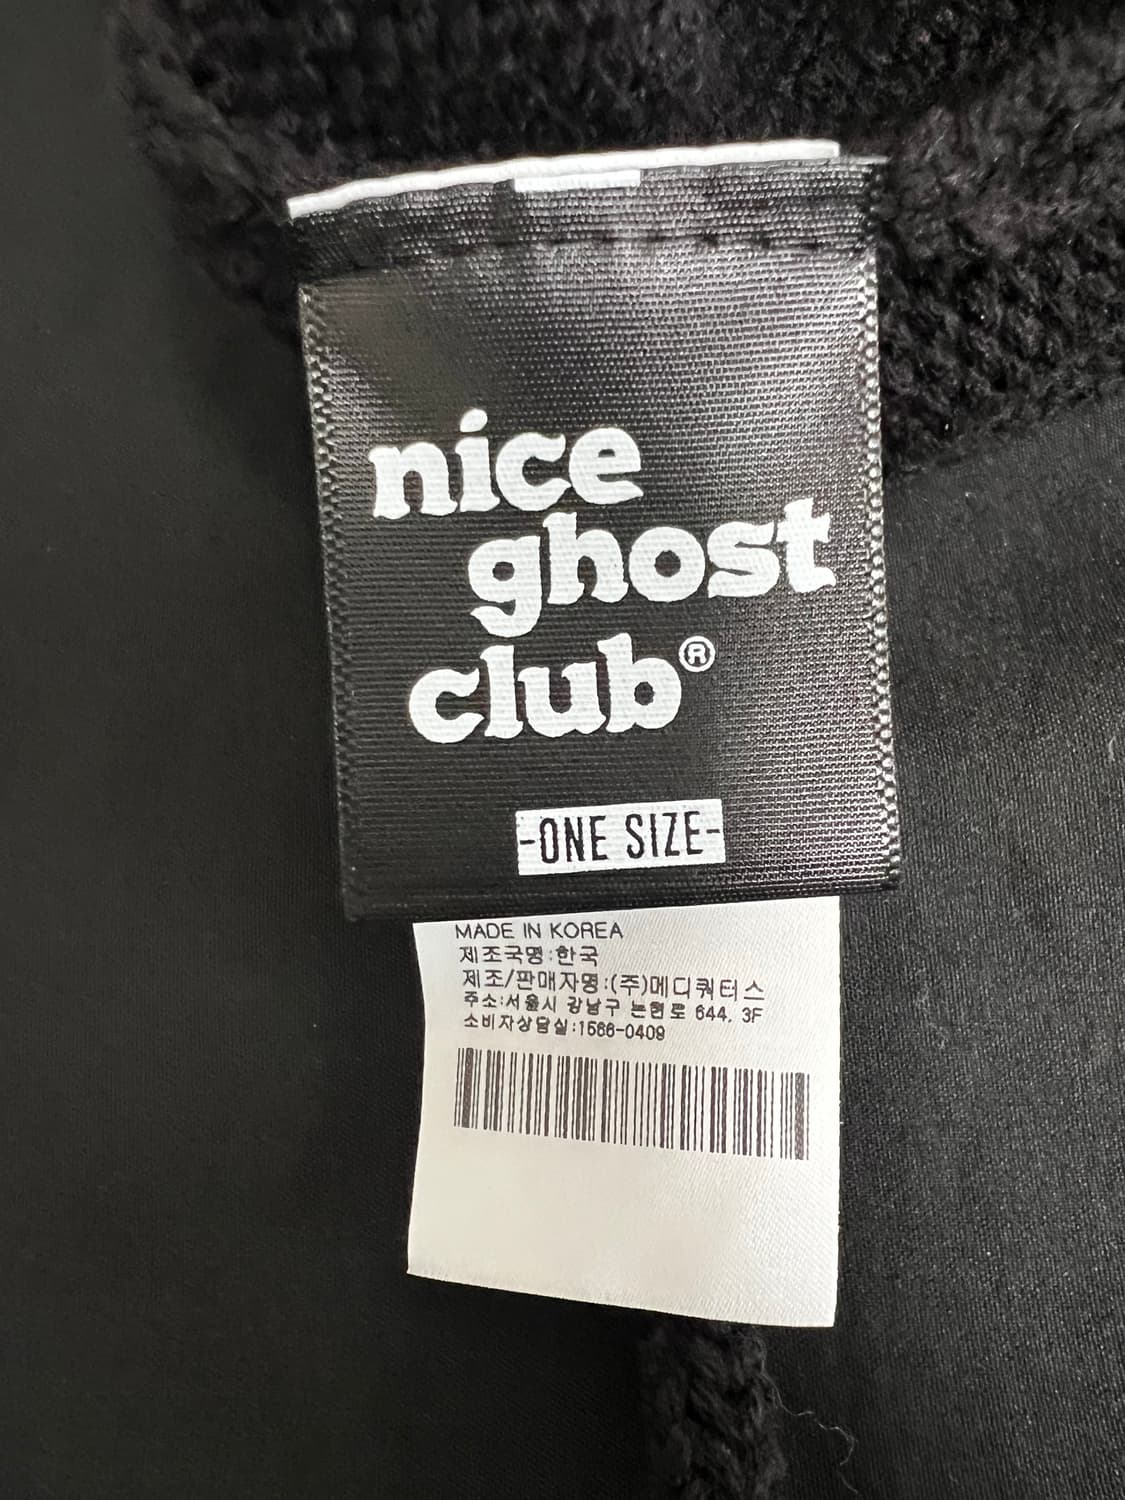 nice
ghost
club®
-ONE SIZE-
MADE IN KOREA
제조국명:한국
제조/판매자명:(주)메디쿼터스
주소:서울시 강남구 논현로 644, 3F
소비자상담실:1566-0409